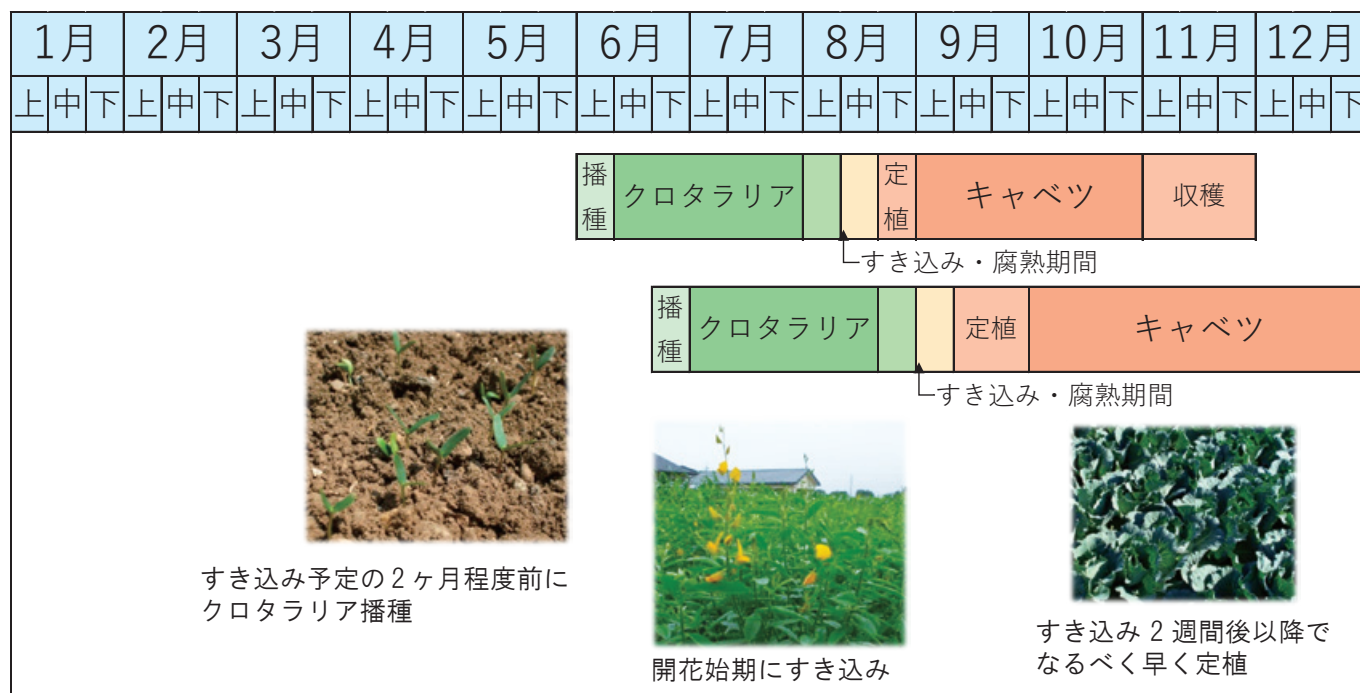 1月 2月 3月 4月 5月 6月 7月 8月 9月 10月 11月 12月
上 中 下 上 中 下 上 中 下 上 中 下 上 中 下 上 中 下 上 中 下 上 中 下 上 中 下 上 中 下 上 中 下 上 中 下
播種 クロタラリア 定植 キャベツ 収穫
すき込み・腐熟期間
播種 クロタラリア 定植 キャベツ
すき込み・腐熟期間
すき込み予定の2ヶ月程度前に
クロタラリア播種
開花始期にすき込み
すき込み2週間後以降で
なるべく早く定植